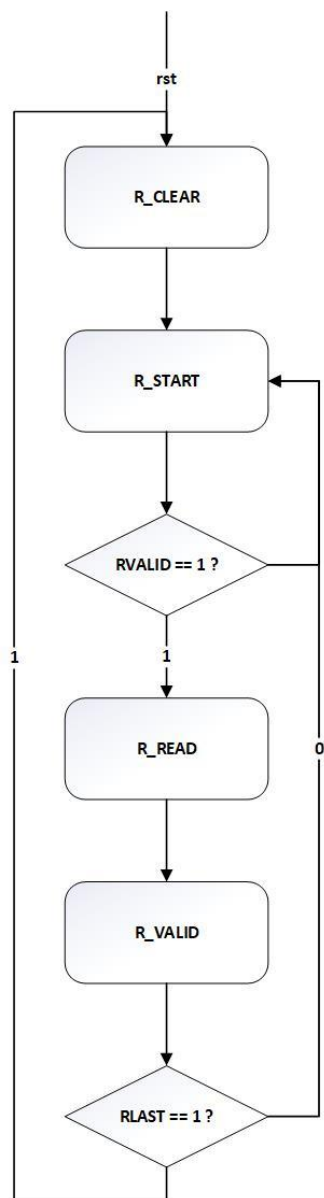 rst
R_CLEAR
R_START
RVALID == 1 ?
1
1
R_READ
0
R_VALID
RLAST == 1 ?